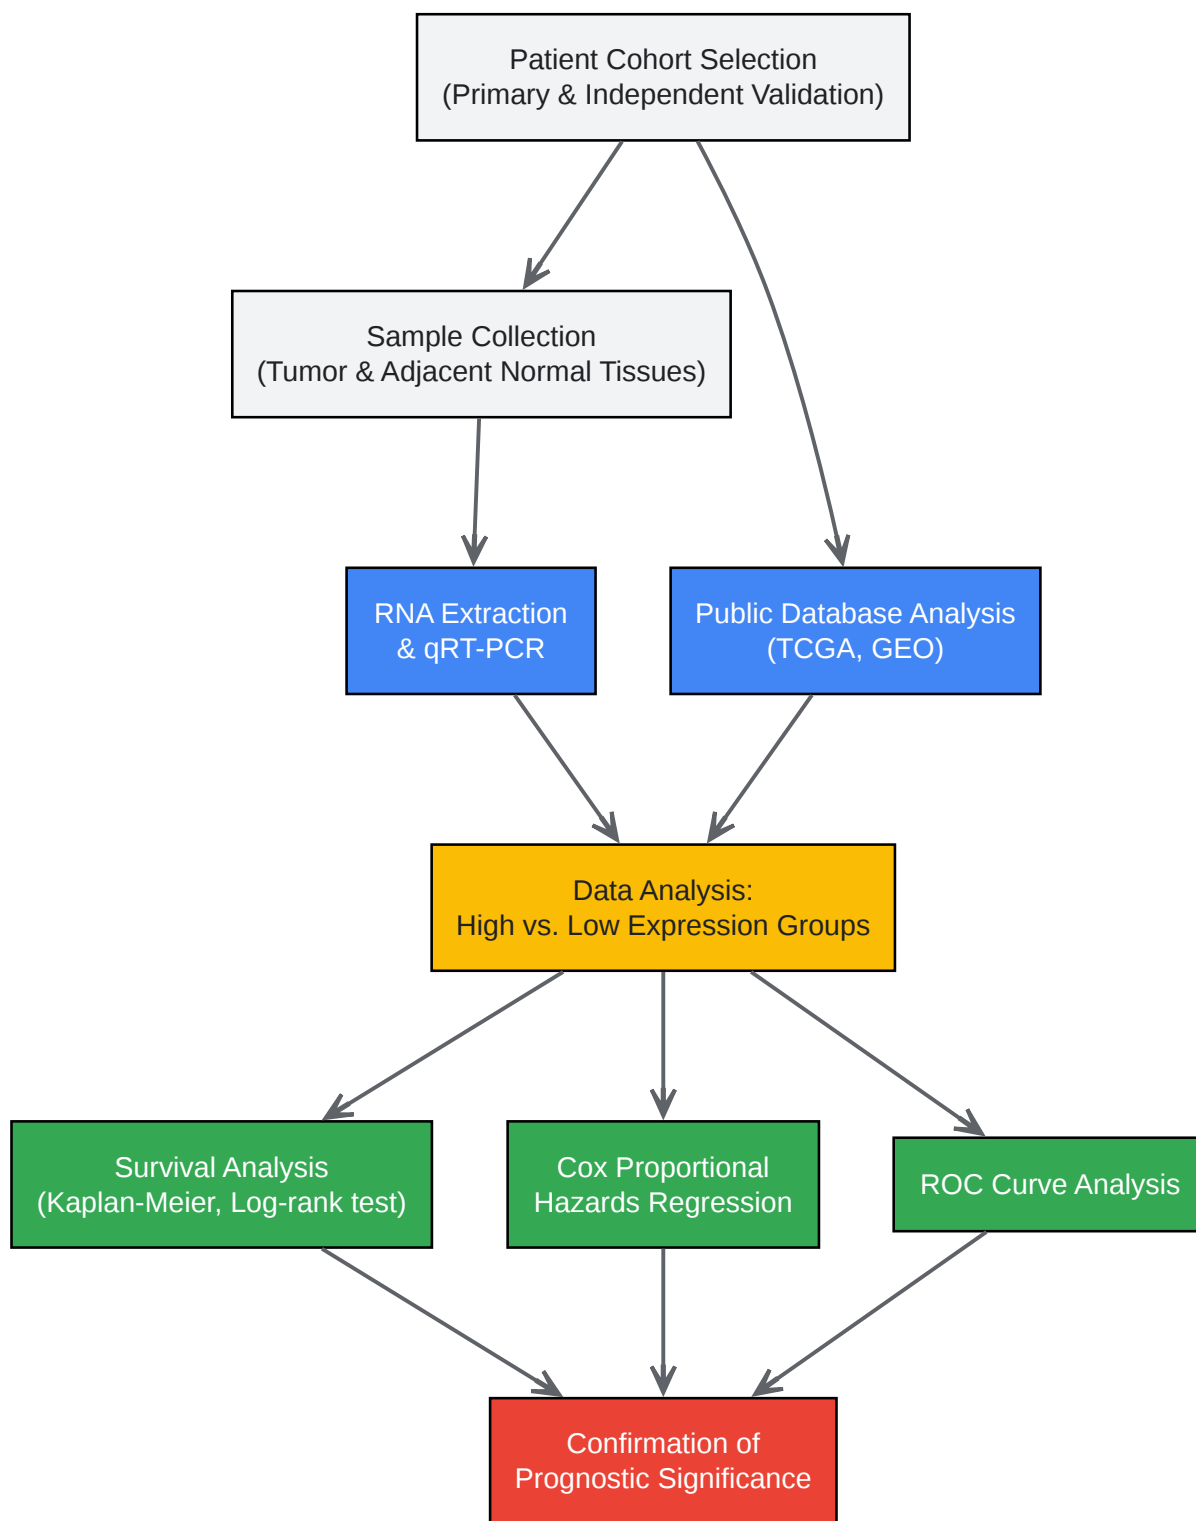 Patient Cohort Selection
(Primary & Independent Validation)
Sample Collection
(Tumor & Adjacent Normal Tissues)
RNA Extraction
& qRT-PCR
Public Database Analysis
(TCGA, GEO)
Data Analysis:
High vs. Low Expression Groups
Survival Analysis
(Kaplan-Meier, Log-rank test)
Cox Proportional
Hazards Regression
ROC Curve Analysis
Confirmation of
Prognostic Significance